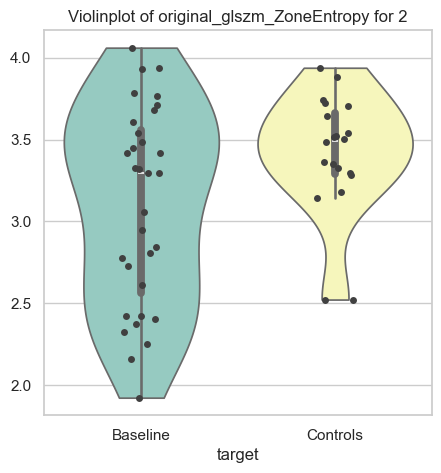 Violinplot of original_glszm_ZoneEntropy for 2
4.0
3.5
3.0
2.5
2.0
Baseline Controls
target